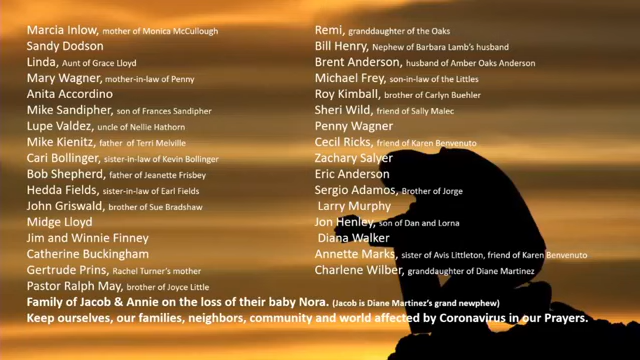 Marcia Inlow, mother of Monica McCullough
Sandy Dodson
Linda, Aunt of Grace Lloyd
Mary Wagner, mother-in-law of Penny
Anita Accordino
Mike Sandipher, son of Frances Sandipher
Lupe Valdez, uncle of Nellie Hathorn
Mike Kienitz, father of Terri Melville
Cari Bollinger, sister-in-law of Kevin Bollinger
Bob Shepherd, father of Jeanette Frisbey
Hedda Fields, sister-in-law of Earl Fields
John Griswald, brother of Sue Bradshaw
Midge Lloyd
Jim and Winnie Finney
Catherine Buckingham
Gertrude Prins, Rachel Turner's mother
Pastor Ralph May, brother of Joyce Little
Remi, granddaughter of the Oaks
Bill Henry, Nephew of Barbara Lamb's husband
Brent Anderson, husband of Amber Oaks Anderson
Michael Frey, son-in-law of the Littles
Roy Kimball, brother of Carlyn Buehler
Sheri Wild, friend of Sally Malec
Penny Wagner
Cecil Ricks, friend of Karen Benvenuto
Zachary Salyer
Eric Anderson
Sergio Adamos, Brother of Jorge
Larry Murphy
Jon Henley, son of Dan and Lorna
Diana Walker
Annette Marks, sister of Avis Littleton, friend of Karen Benvenuto
Charlene Wilber, granddaughter of Diane Martinez
Family of Jacob & Annie on the loss of their baby Nora. (Jacob is Diane Martinez's grand newphew)
Keep ourselves, our families, neighbors, community and world affected by Coronavirus in our Prayers.